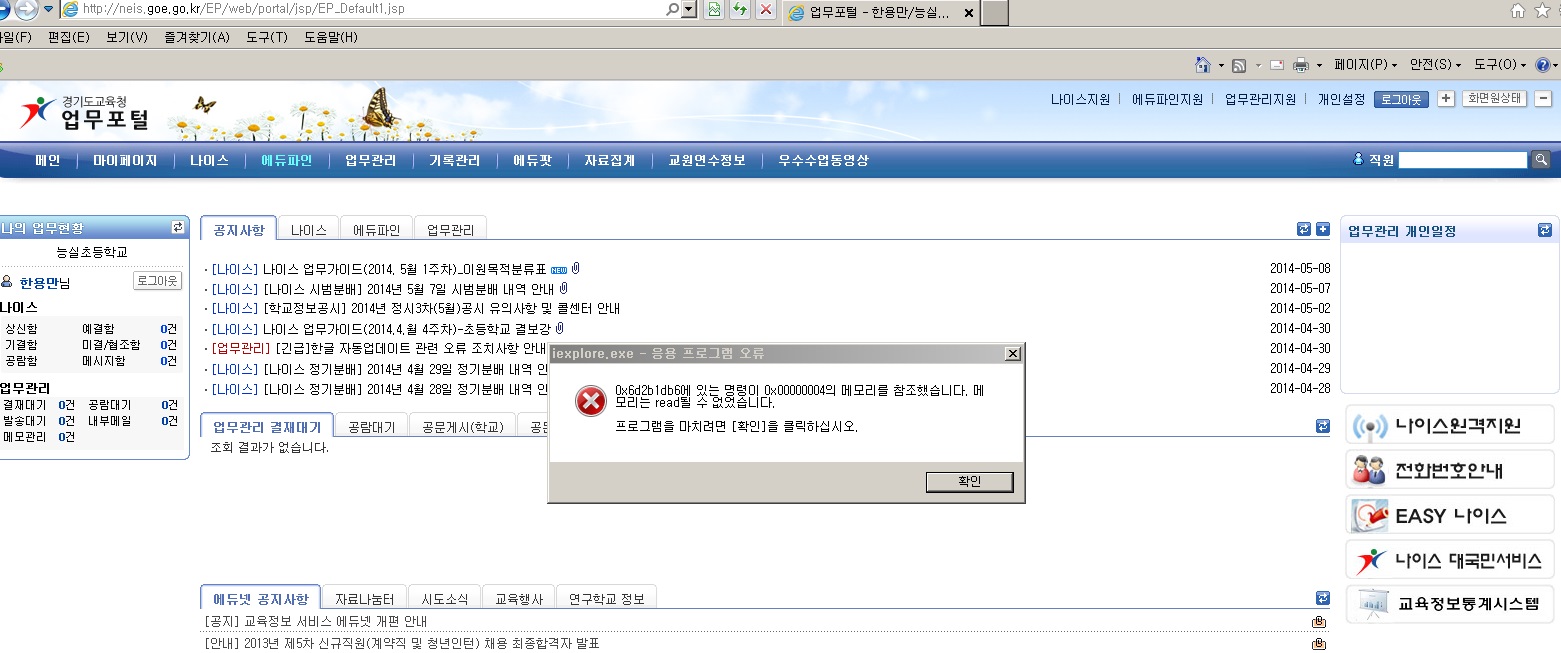 http://neis.goe.go.kr/EP/web/portal/jsp/EP_Default1.jsp
업무포털 - 한용만/능실...
일(F) 편집(E) 보기(V) 즐겨찾기(A) 도구(T) 도움말(H)
페이지(P) 안전(S) 도구(O)
경기도교육청
업무포털
나이스지원 에듀파인지원 업무관리지원 개인설정 로그아웃 + 화면원상태 -
메인 마이페이지 나이스 에듀파인 업무관리 기록관리 에듀팟 자료집계 교원연수정보 우수수업동영상 직원
나의 업무현황
능실초등학교
한용만님 로그아웃
나이스
상신함 예결함 0건
기결함 미결/협조함 0건
공람함 메시지함 0건
업무관리
결재대기 0건 공람대기 0건
발송대기 0건 내부메일 0건
메모관리 0건
공지사항 나이스 에듀파인 업무관리
· [나이스] 나이스 업무가이드(2014. 5월 1주차)_이원목적분류표 NEW 2014-05-08
· [나이스] [나이스 시범분배] 2014년 5월 7일 시범분배 내역 안내 2014-05-07
· [나이스] [학교정보공시] 2014년 정시3차(5월)공시 유의사항 및 콜센터 안내 2014-05-02
· [나이스] 나이스 업무가이드(2014.4.월 4주차)-초등학교 결보강 2014-04-30
· [업무관리] [긴급]한글 자동업데이트 관련 오류 조치사항 안내 2014-04-30
· [나이스] [나이스 정기분배] 2014년 4월 29일 정기분배 내역 안 2014-04-29
· [나이스] [나이스 정기분배] 2014년 4월 28일 정기분배 내역 안 2014-04-28
iexplore.exe - 응용 프로그램 오류
0x6d2b1db6에 있는 명령이 0x00000004의 메모리를 참조했습니다. 메
모리는 read될 수 없었습니다.
프로그램을 마치려면 [확인]을 클릭하십시오.
확인
업무관리 결재대기 공람대기 공문게시(학교) 공문
조회 결과가 없습니다.
에듀넷 공지사항 자료나눔터 시도소식 교육행사 연구학교 정보
[공지] 교육정보 서비스 에듀넷 개편 안내
[안내] 2013년 제5차 신규직원(계약직 및 청년인턴) 채용 최종합격자 발표
업무관리 개인일정
나이스원격지원
전화번호안내
EASY 나이스
나이스 대국민서비스
교육정보통계시스템